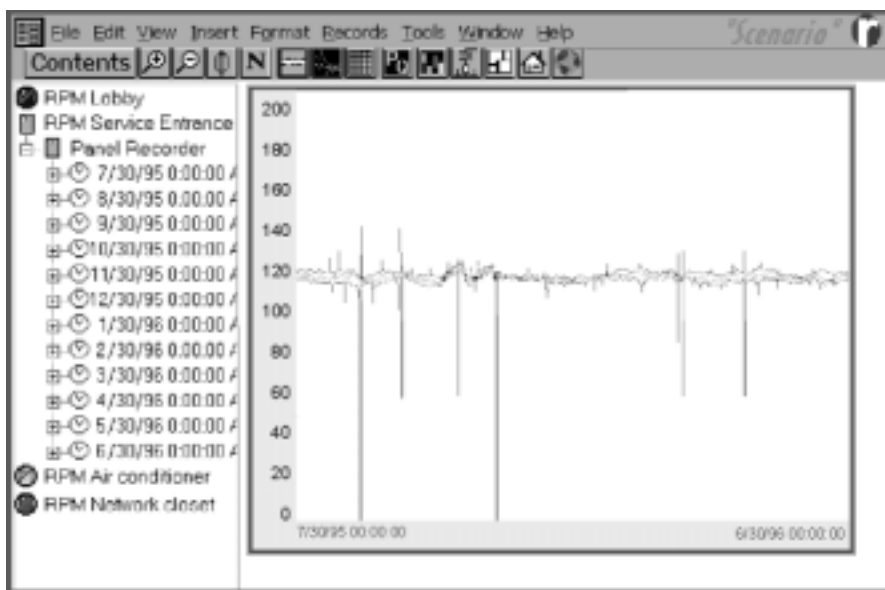 File Edit View Insert Format Records Tools Window Help
"Scenario"
Contents
N
RPM Lobby
RPM Service Entrance
Panel Recorder
7/30/95 0:00:00 A
8/30/95 0:00:00 A
9/30/95 0:00:00 A
10/30/95 0:00:00 A
11/30/95 0:00:00 A
12/30/95 0:00:00 A
1/30/96 0:00:00 A
2/30/96 0:00:00 A
3/30/96 0:00:00 A
4/30/96 0:00:00 A
5/30/96 0:00:00 A
6/30/96 0:00:00 A
RPM Air conditioner
RPM Network closet
200
180
160
140
120
100
80
60
40
20
0
7/30/95 00:00:00
6/30/96 00:00:00